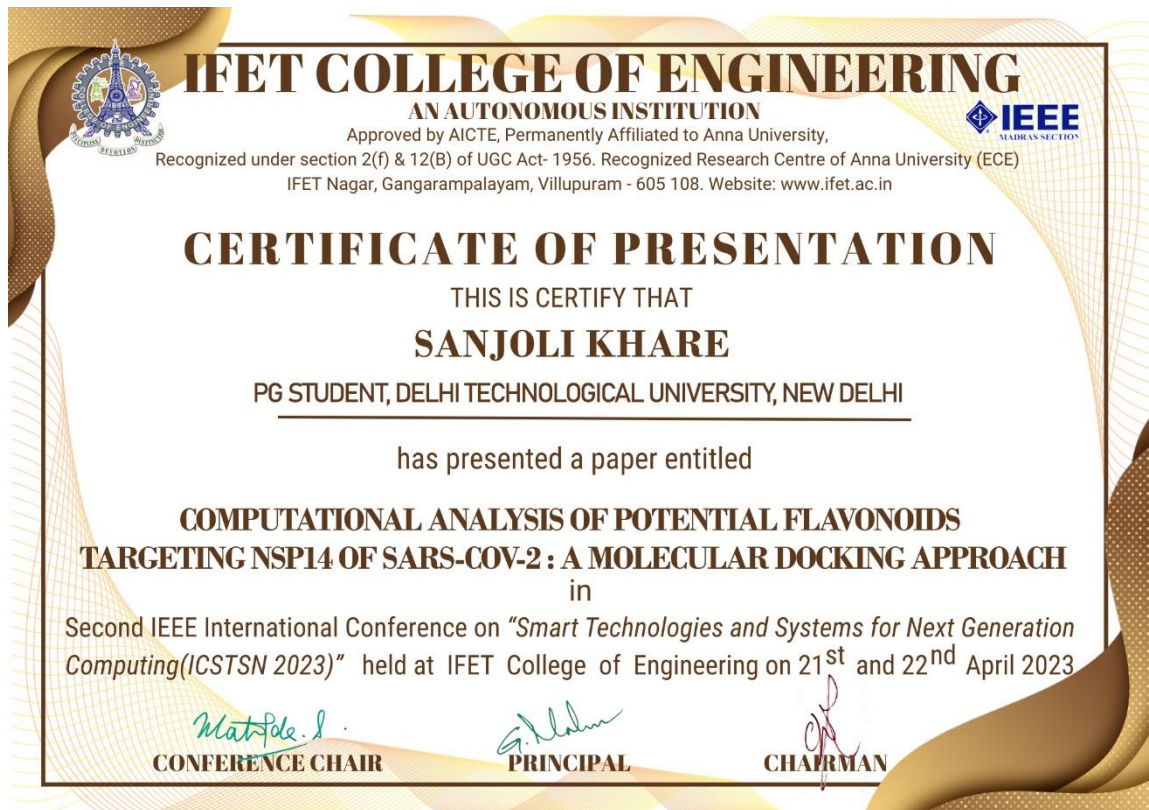 IFET COLLEGE OF ENGINEERING
AN AUTONOMOUS INSTITUTION
Approved by AICTE, Permanently Affiliated to Anna University,
Recognized under section 2(f) & 12(B) of UGC Act- 1956. Recognized Research Centre of Anna University (ECE)
IFET Nagar, Gangarampalayam, Villupuram - 605 108. Website: www.ifet.ac.in
IEEE
MADRAS SECTION
DEVOTION
CERTIFICATE OF PRESENTATION
THIS IS CERTIFY THAT
SANJOLI KHARE
PG STUDENT, DELHI TECHNOLOGICAL UNIVERSITY, NEW DELHI
has presented a paper entitled
COMPUTATIONAL ANALYSIS OF POTENTIAL FLAVONOIDS
TARGETING NSP14 OF SARS-COV-2 : A MOLECULAR DOCKING APPROACH
in
Second IEEE International Conference on "Smart Technologies and Systems for Next Generation
Computing(ICSTSN 2023)" held at IFET College of Engineering on 21st and 22nd April 2023
CONFERENCE CHAIR
PRINCIPAL
CHAIRMAN